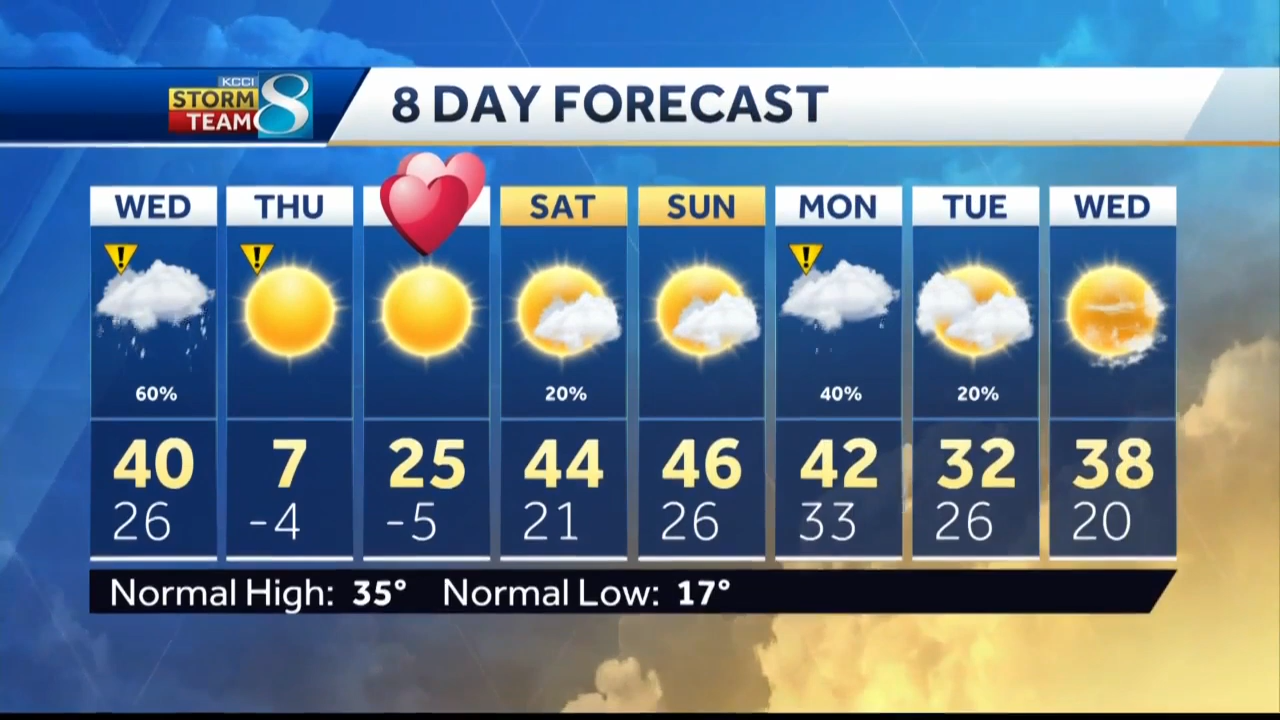 KCCI
STORM
TEAM
8
8 DAY FORECAST
WED THU SAT SUN MON TUE WED
! ! !
60% 20% 40% 20%
40 7 25 44 46 42 32 38
26 -4 -5 21 26 33 26 20
Normal High: 35° Normal Low: 17°